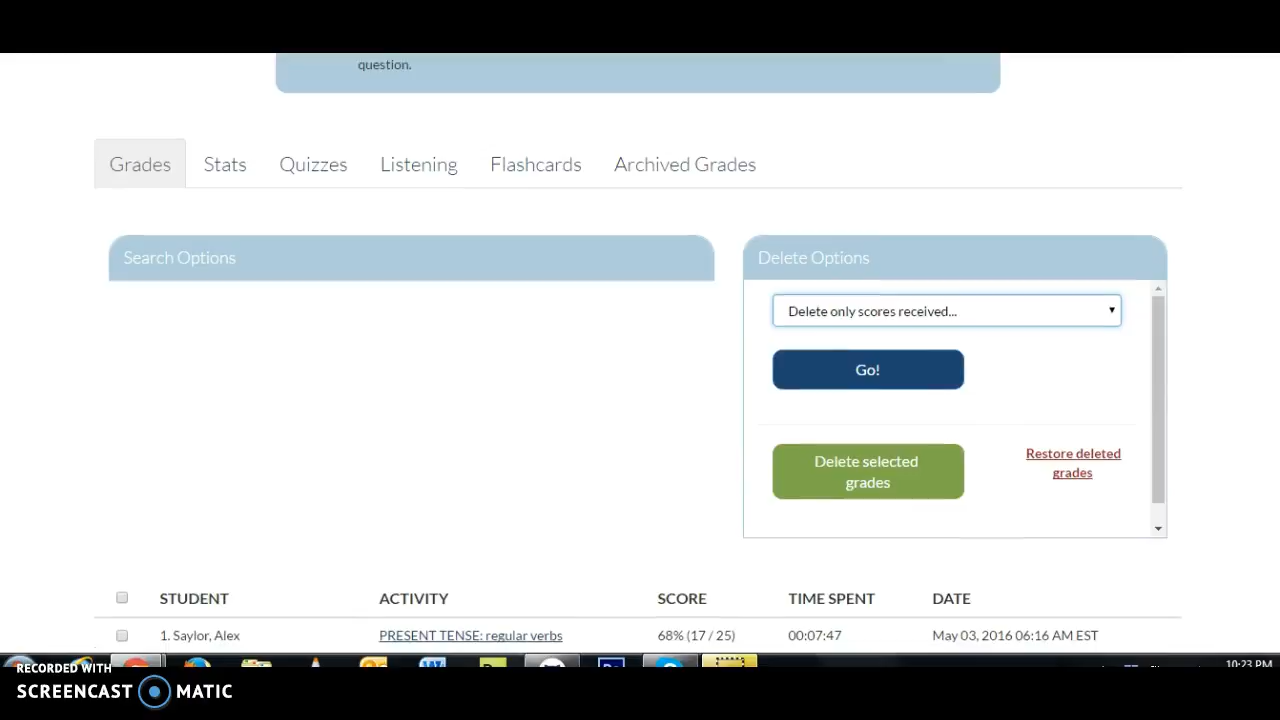 question.
Grades Stats Quizzes Listening Flashcards Archived Grades
Search Options
Delete Options
Delete only scores received...
Go!
Delete selected
grades
Restore deleted
grades
STUDENT ACTIVITY SCORE TIME SPENT DATE
1. Saylor, Alex PRESENT TENSE: regular verbs 68% (17 / 25) 00:07:47 May 03, 2016 06:16 AM EST
10:23 PM
RECORDED WITH
SCREENCAST MATIC